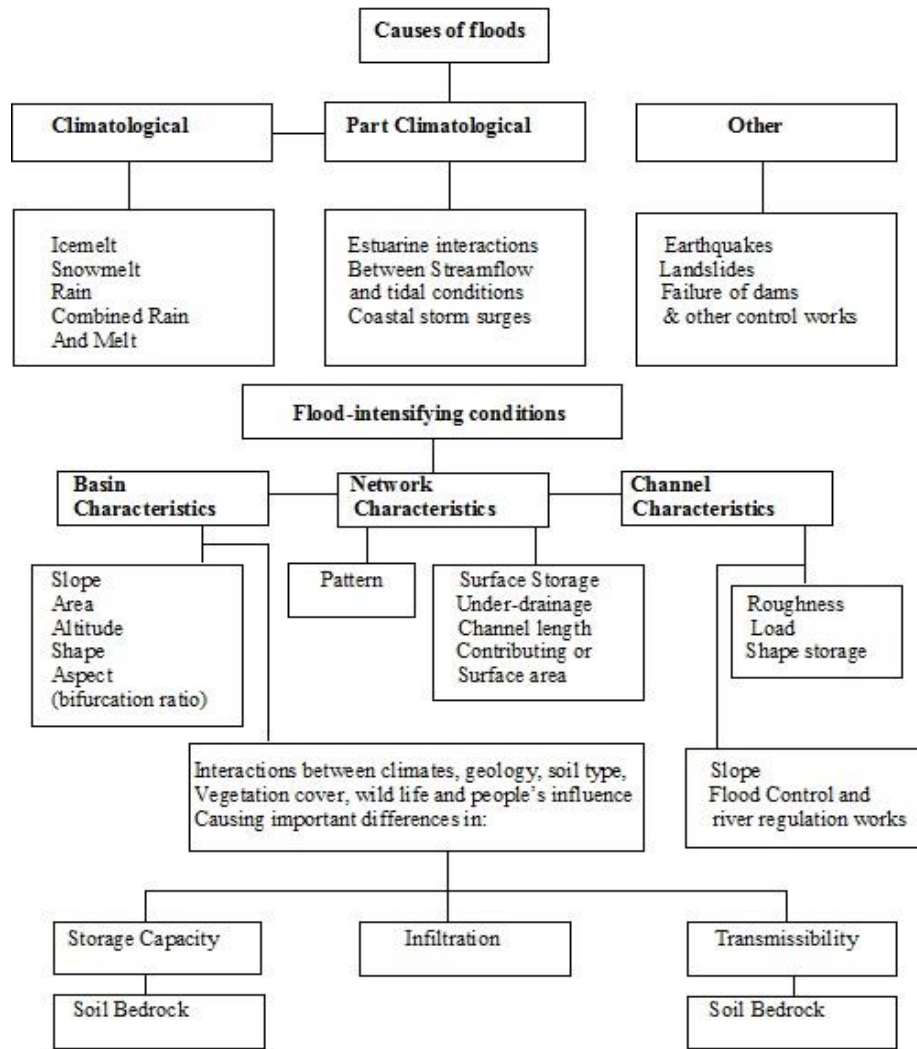 Causes of floods
Climatological
Part Climatological
Other
Icemelt
Snowmelt
Rain
Combined Rain
And Melt
Estuarine interactions
Between Streamflow
and tidal conditions
Coastal storm surges
Earthquakes
Landslides
Failure of dams
& other control works
Flood-intensifying conditions
Basin
Characteristics
Network
Characteristics
Channel
Characteristics
Slope
Area
Altitude
Shape
Aspect
(bifurcation ratio)
Pattern
Surface Storage
Under-drainage
Channel length
Contributing or
Surface area
Roughness
Load
Shape storage
Interactions between climates, geology, soil type,
Vegetation cover, wild life and people's influence
Causing important differences in:
Slope
Flood Control and
river regulation works
Storage Capacity
Infiltration
Transmissibility
Soil Bedrock
Soil Bedrock